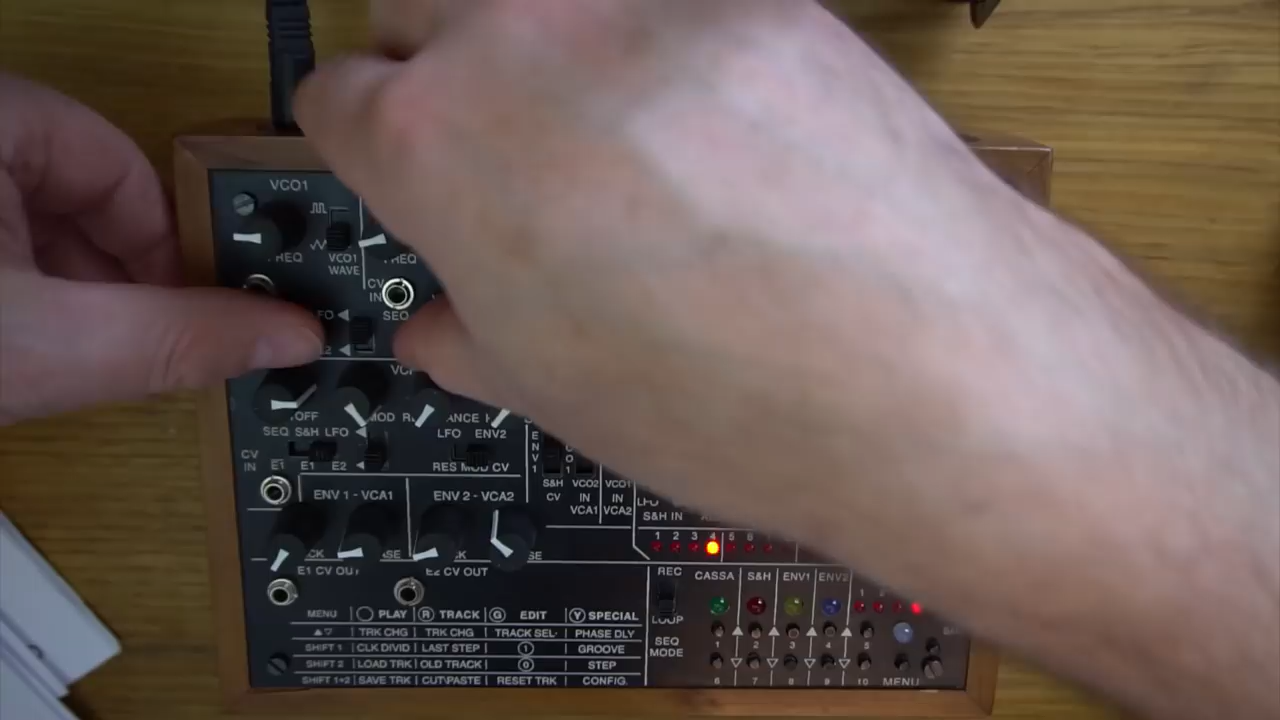 VCO1
VCO1
WAVE
CV
IN
SEQ
MOD
SEQ S&H LFO
LFO ENV2
CV
IN
E1
E1 E2
RES MOD CV
ENV1
S&H
CV
VCO2
IN
VCA1
VCO1
IN
VCA2
ENV 1 - VCA1
ENV 2 - VCA2
S&H IN
1 2 3 4 5 6
E1 CV OUT
E2 CV OUT
REC
LOOP
SEQ
MODE
CASSA S&H ENV1 ENV2
MENU PLAY R TRACK G EDIT Y SPECIAL
TRK CHG TRK CHG TRACK SEL. PHASE DLY
SHIFT 1 CLK DIVID LAST STEP 1 GROOVE
SHIFT 2 LOAD TRK OLD TRACK 0 STEP
SHIFT 1+2 SAVE TRK CUT\PASTE RESET TRK CONFIG.
1 2 3 4 5
6 7 8 9 10 MENU